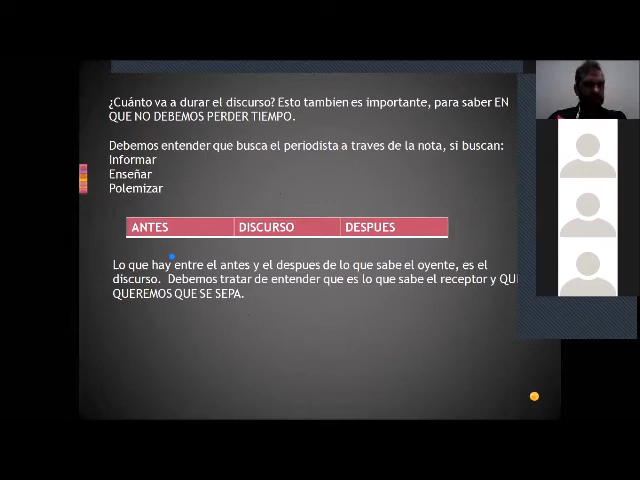 ¿Cuánto va a durar el discurso? Esto tambien es importante, para saber EN
QUE NO DEBEMOS PERDER TIEMPO.
Debemos entender que busca el periodista a traves de la nota, si buscan:
Informar
Enseñar
Polemizar
ANTES DISCURSO DESPUES
Lo que hay entre el antes y el despues de lo que sabe el oyente, es el
discurso. Debemos tratar de entender que es lo que sabe el receptor y QU
QUEREMOS QUE SE SEPA.